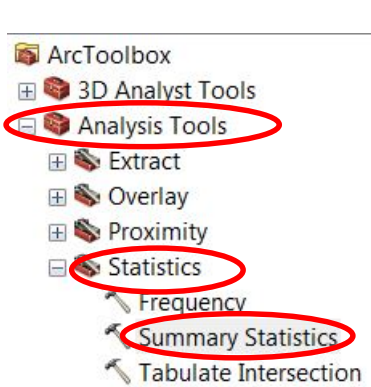 ArcToolbox
3D Analyst Tools
Analysis Tools
Extract
Overlay
Proximity
Statistics
Frequency
Summary Statistics
Tabulate Intersection